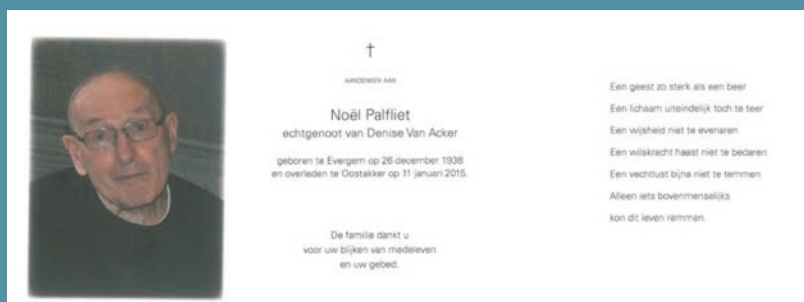 †
AANDENKEN AAN
Noël Palfliet
echtgenoot van Denise Van Acker
geboren te Evergem op 26 december 1938
en overleden te Oostakker op 11 januari 2015.
De familie dankt u
voor uw blijken van medeleven
en uw gebed.
Een geest zo sterk als een beer
Een lichaam uiteindelijk toch te teer
Een wijsheid niet te evenaren
Een wilskracht haast niet te bedaren
Een vechtlust bijna niet te temmen
Alleen iets bovenmenselijks
kon dit leven remmen.